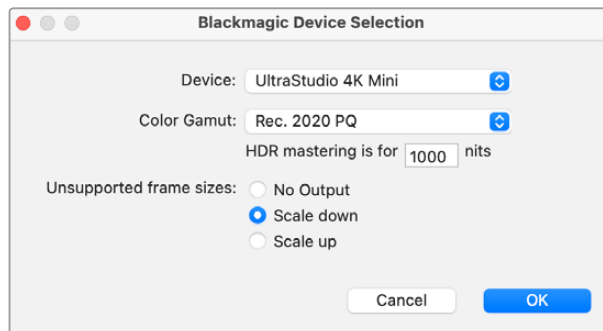 Blackmagic Device Selection
Device: UltraStudio 4K Mini
Color Gamut: Rec. 2020 PQ
HDR mastering is for 1000 nits
Unsupported frame sizes: No Output
Scale down
Scale up
Cancel OK